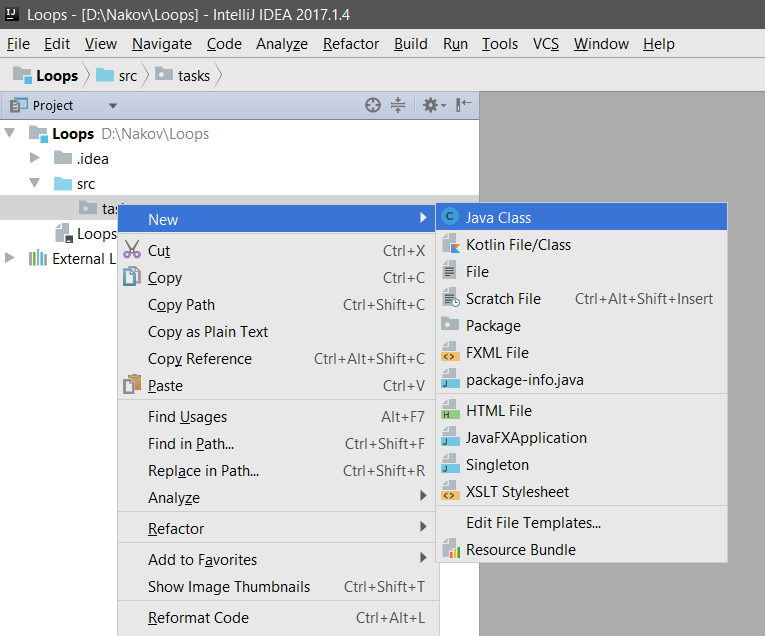 Loops - [D:\Nakov\Loops] - IntelliJ IDEA 2017.1.4
File Edit View Navigate Code Analyze Refactor Build Run Tools VCS Window Help
Loops src tasks
Project
Loops D:\Nakov\Loops
.idea
src
Loops
External L
New
Cut Ctrl+X
Copy Ctrl+C
Copy Path Ctrl+Shift+C
Copy as Plain Text
Copy Reference Ctrl+Alt+Shift+C
Paste Ctrl+V
Find Usages Alt+F7
Find in Path... Ctrl+Shift+F
Replace in Path... Ctrl+Shift+R
Analyze
Refactor
Add to Favorites
Show Image Thumbnails Ctrl+Shift+T
Reformat Code Ctrl+Alt+L
Java Class
Kotlin File/Class
File
Scratch File Ctrl+Alt+Shift+Insert
Package
FXML File
package-info.java
HTML File
JavaFXApplication
Singleton
XSLT Stylesheet
Edit File Templates...
Resource Bundle